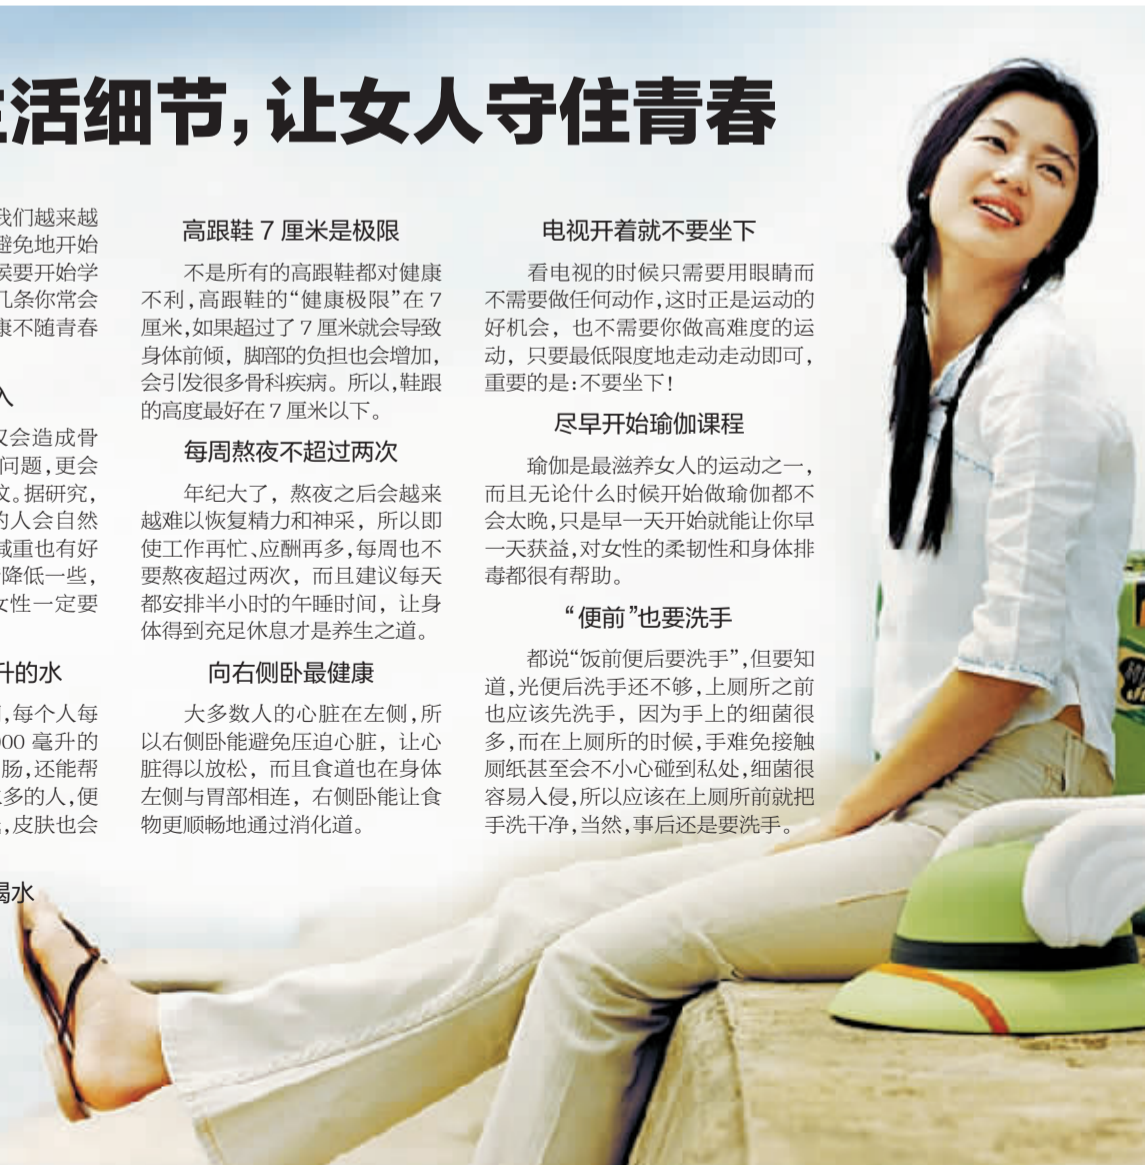 活细节，让女人守住青春
我们越来越
避免地开始
候要开始学
几条你常会
康不随青春
入
仅会造成骨
问题，更会
纹。据研究，
的人会自然
减重也有好
降低一些，
女性一定要
升的水
，每个人每
00 毫升的
肠，还能帮
多的人，便
，皮肤也会
喝水
高跟鞋 7 厘米是极限
不是所有的高跟鞋都对健康
不利，高跟鞋的“健康极限”在 7
厘米，如果超过了 7 厘米就会导致
身体前倾，脚部的负担也会增加，
会引发很多骨科疾病。所以，鞋跟
的高度最好在 7 厘米以下。
每周熬夜不超过两次
年纪大了，熬夜之后会越来
越难以恢复精力和神采，所以即
使工作再忙、应酬再多，每周也不
要熬夜超过两次，而且建议每天
都安排半小时的午睡时间，让身
体得到充足休息才是养生之道。
向右侧卧最健康
大多数人的心脏在左侧，所
以右侧卧能避免压迫心脏，让心
脏得以放松，而且食道也在身体
左侧与胃部相连，右侧卧能让食
物更顺畅地通过消化道。
电视开着就不要坐下
看电视的时候只需要用眼睛而
不需要做任何动作，这时正是运动的
好机会，也不需要你做高难度的运
动，只要最低限度地走动走动即可，
重要的是：不要坐下！
尽早开始瑜伽课程
瑜伽是最滋养女人的运动之一，
而且无论什么时候开始做瑜伽都不
会太晚，只是早一天开始就能让你早
一天获益，对女性的柔韧性和身体排
毒都很有帮助。
“便前”也要洗手
都说“饭前便后要洗手”，但要知
道，光便后洗手还不够，上厕所之前
也应该先洗手，因为手上的细菌很
多，而在上厕所的时候，手难免接触
厕纸甚至会不小心碰到私处，细菌很
容易入侵，所以应该在上厕所前就把
手洗干净，当然，事后还是要洗手。